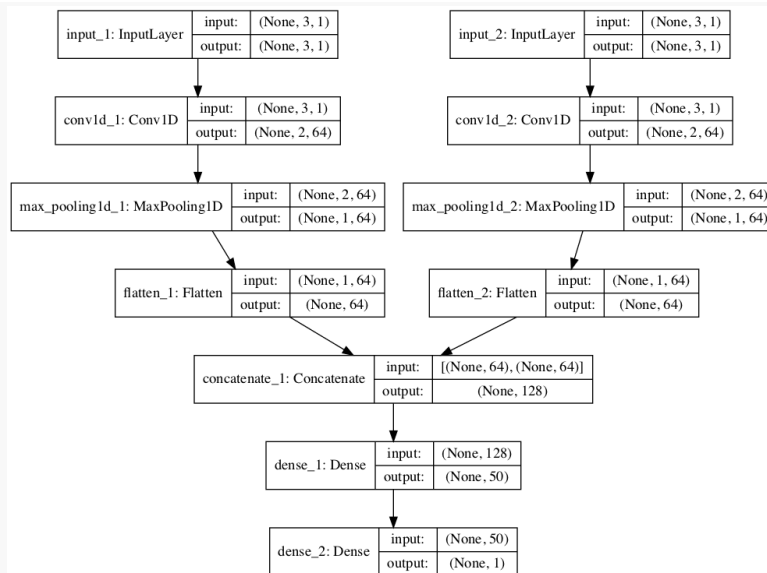 input_1: InputLayer
input: (None, 3, 1)
output: (None, 3, 1)
input_2: InputLayer
input: (None, 3, 1)
output: (None, 3, 1)
conv1d_1: Conv1D
input: (None, 3, 1)
output: (None, 2, 64)
conv1d_2: Conv1D
input: (None, 3, 1)
output: (None, 2, 64)
max_pooling1d_1: MaxPooling1D
input: (None, 2, 64)
output: (None, 1, 64)
max_pooling1d_2: MaxPooling1D
input: (None, 2, 64)
output: (None, 1, 64)
flatten_1: Flatten
input: (None, 1, 64)
output: (None, 64)
flatten_2: Flatten
input: (None, 1, 64)
output: (None, 64)
concatenate_1: Concatenate
input: [(None, 64), (None, 64)]
output: (None, 128)
dense_1: Dense
input: (None, 128)
output: (None, 50)
dense_2: Dense
input: (None, 50)
output: (None, 1)